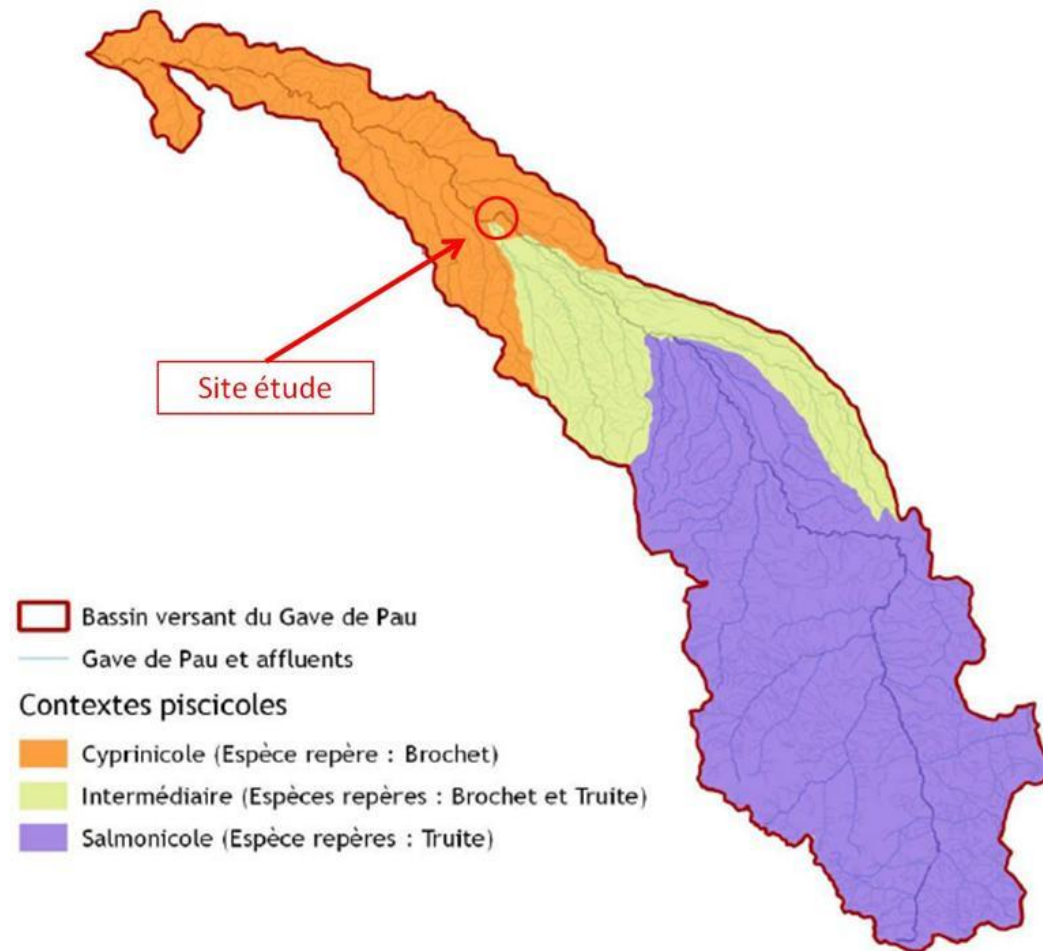 Site étude
Bassin versant du Gave de Pau
Gave de Pau et affluents
Contextes piscicoles
Cyprinicole (Espèce repère : Brochet)
Intermédiaire (Espèces repères : Brochet et Truite)
Salmonicole (Espèce repères : Truite)